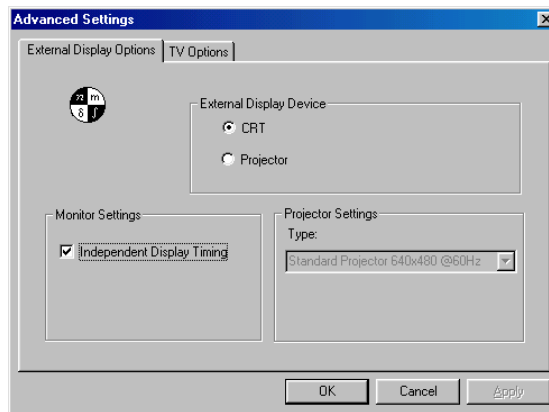 Advanced Settings
External Display Options
TV Options
n m
δ ∫
External Display Device
CRT
Projector
Monitor Settings
Independent Display Timing
Projector Settings
Type:
Standard Projector 640x480 @60Hz
OK
Cancel
Apply